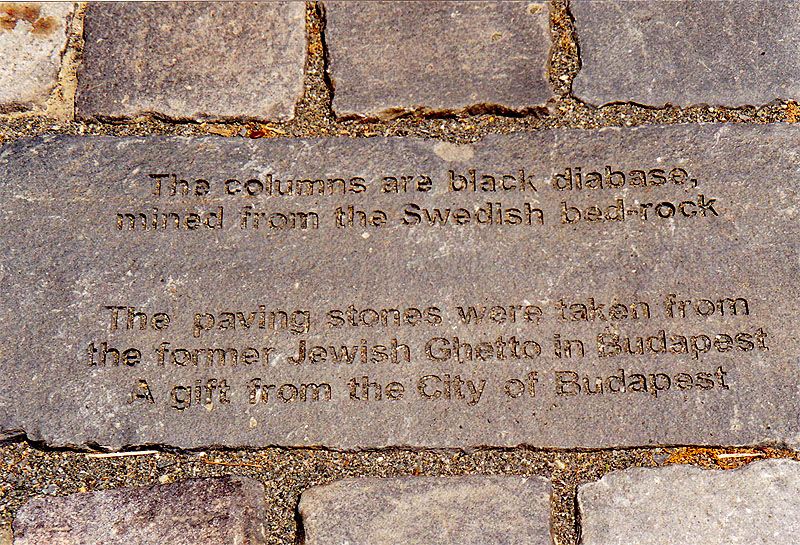 The columns are black diabase,
mined from the Swedish bed-rock
The paving stones were taken from
the former Jewish Ghetto in Budapest
A gift from the City of Budapest